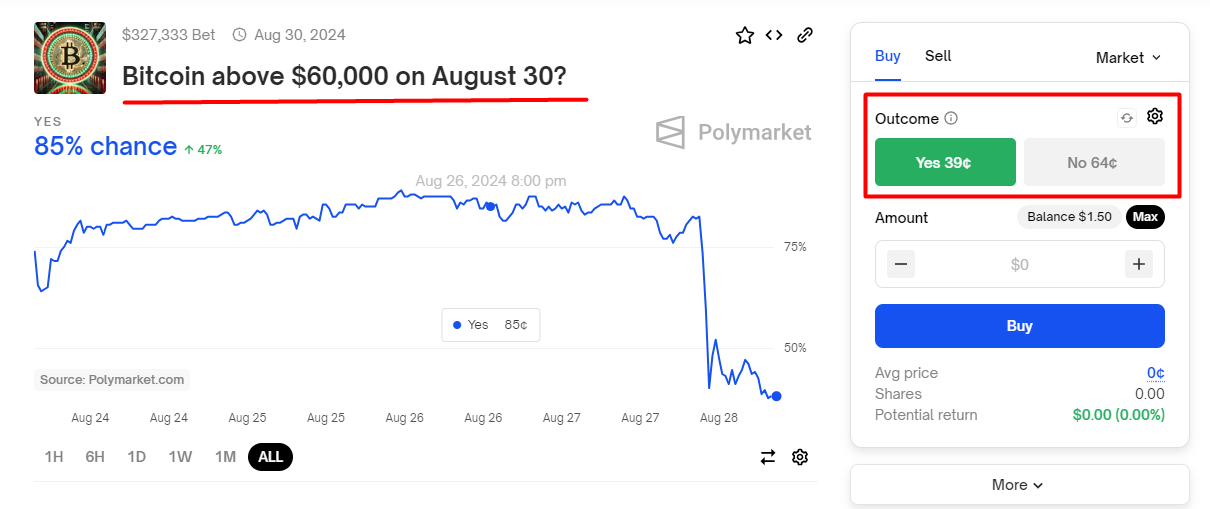 $327,333 Bet Aug 30, 2024
Bitcoin above $60,000 on August 30?
YES
85% chance ↑ 47%
Polymarket
Aug 26, 2024 8:00 pm
75%
Yes 85¢
50%
Source: Polymarket.com
Aug 24 Aug 24 Aug 25 Aug 25 Aug 26 Aug 26 Aug 27 Aug 27 Aug 28
1H 6H 1D 1W 1M ALL
Buy Sell Market
Outcome
Yes 39¢ No 64¢
Amount Balance $1.50 Max
− $0 +
Buy
Avg price 0¢
Shares 0.00
Potential return $0.00 (0.00%)
More